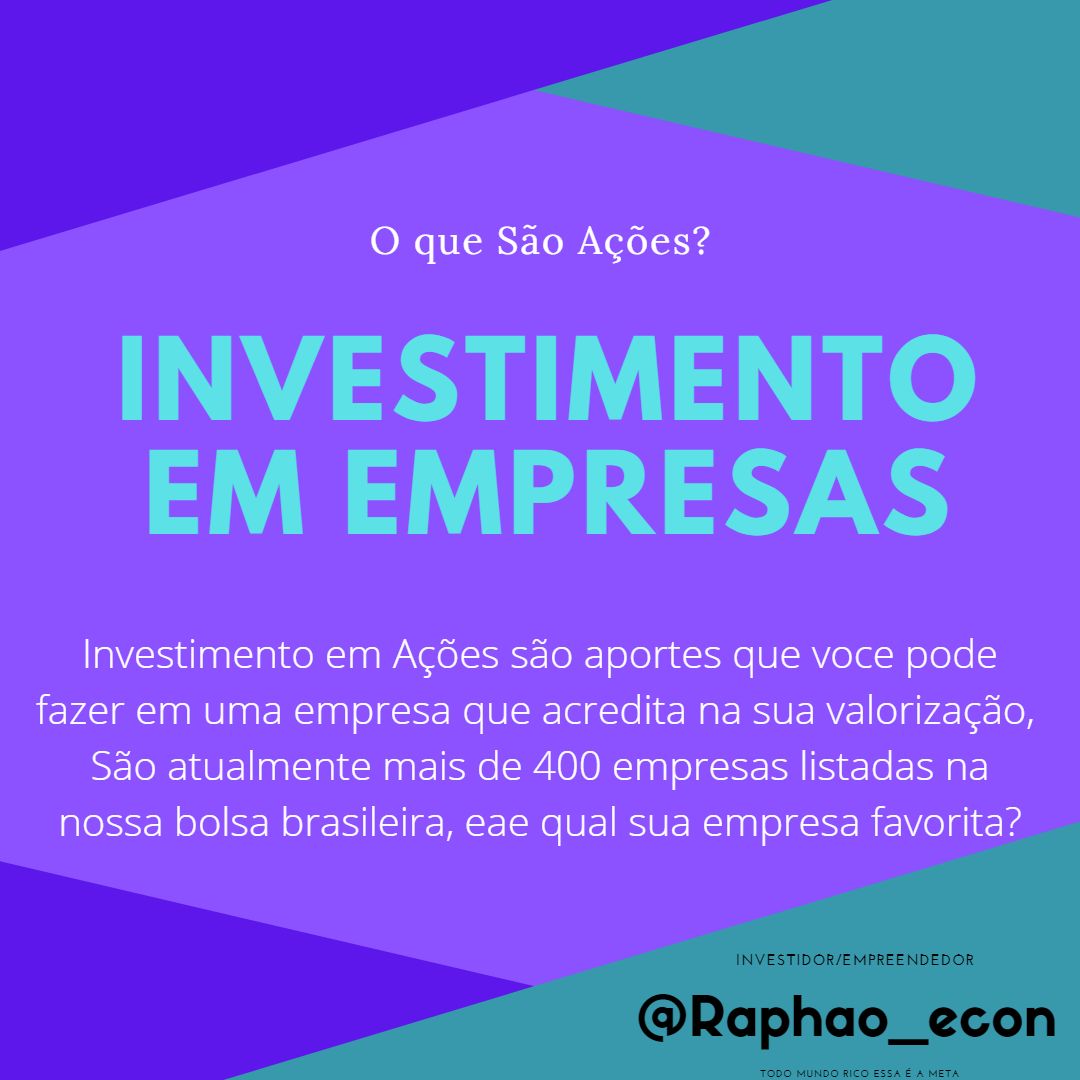 O que São Ações?
INVESTIMENTO
EM EMPRESAS
Investimento em Ações são aportes que voce pode
fazer em uma empresa que acredita na sua valorização,
São atualmente mais de 400 empresas listadas na
nossa bolsa brasileira, eae qual sua empresa favorita?
INVESTIDOR/EMPREENDEDOR
@Raphao_econ
TODO MUNDO RICO ESSA É A META